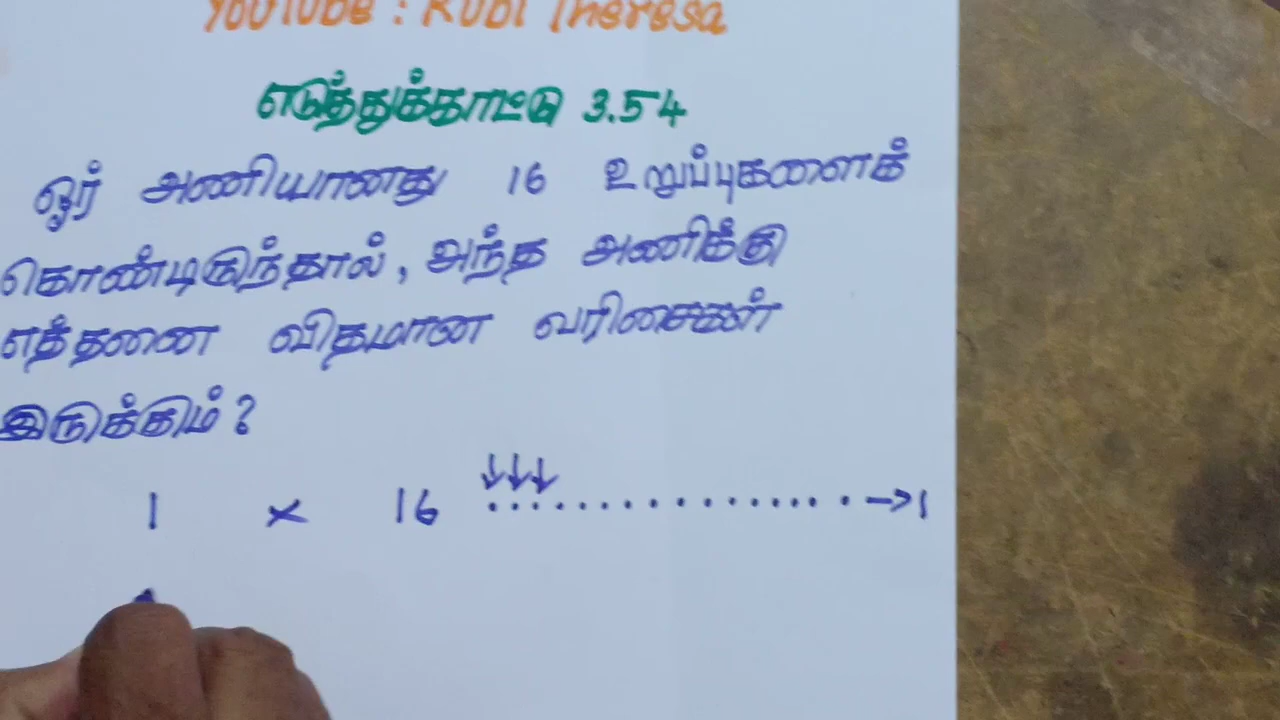 YouTube : Rubi Theresa
எடுத்துக்காட்டு 3.54
ஓர் அணியானது 16 உறுப்புகளைக்
கொண்டிருந்தால், அந்த அணிக்கு
எத்தனை விதமான வரிசைகள்
இருக்கும்?
1 × 16 ................ → 1